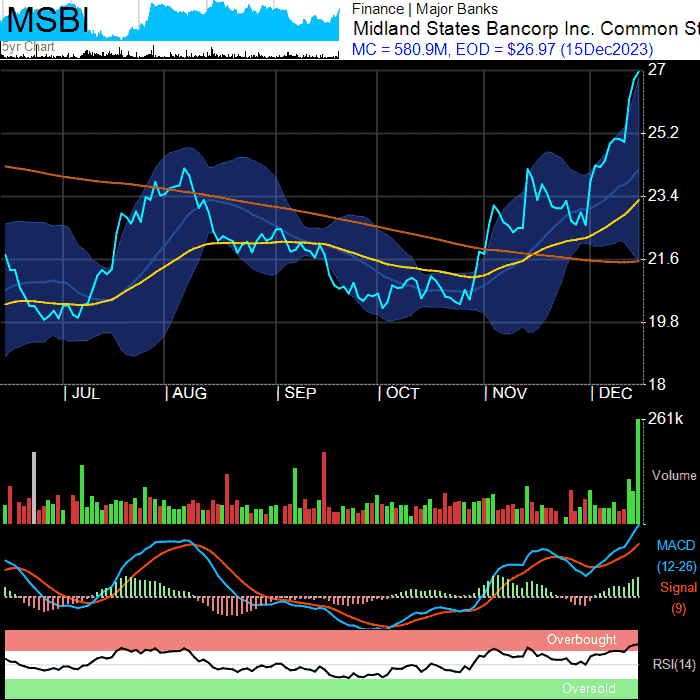 MSBI
5yr Chart
Finance | Major Banks
Midland States Bancorp Inc. Common St
MC = 580.9M, EOD = $26.97 (15Dec2023)
27
25.2
23.4
21.6
19.8
18
JUL AUG SEP OCT NOV DEC
261k
Volume
MACD
(12-26)
Signal
(9)
Overbought
RSI(14)
Oversold